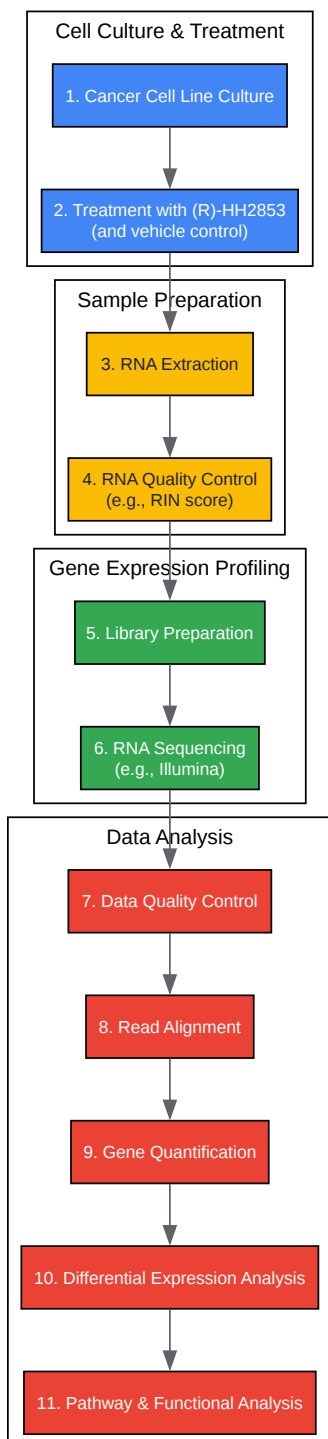 Cell Culture & Treatment
1. Cancer Cell Line Culture
2. Treatment with (R)-HH2853
(and vehicle control)
Sample Preparation
3. RNA Extraction
4. RNA Quality Control
(e.g., RIN score)
Gene Expression Profiling
5. Library Preparation
6. RNA Sequencing
(e.g., Illumina)
Data Analysis
7. Data Quality Control
8. Read Alignment
9. Gene Quantification
10. Differential Expression Analysis
11. Pathway & Functional Analysis